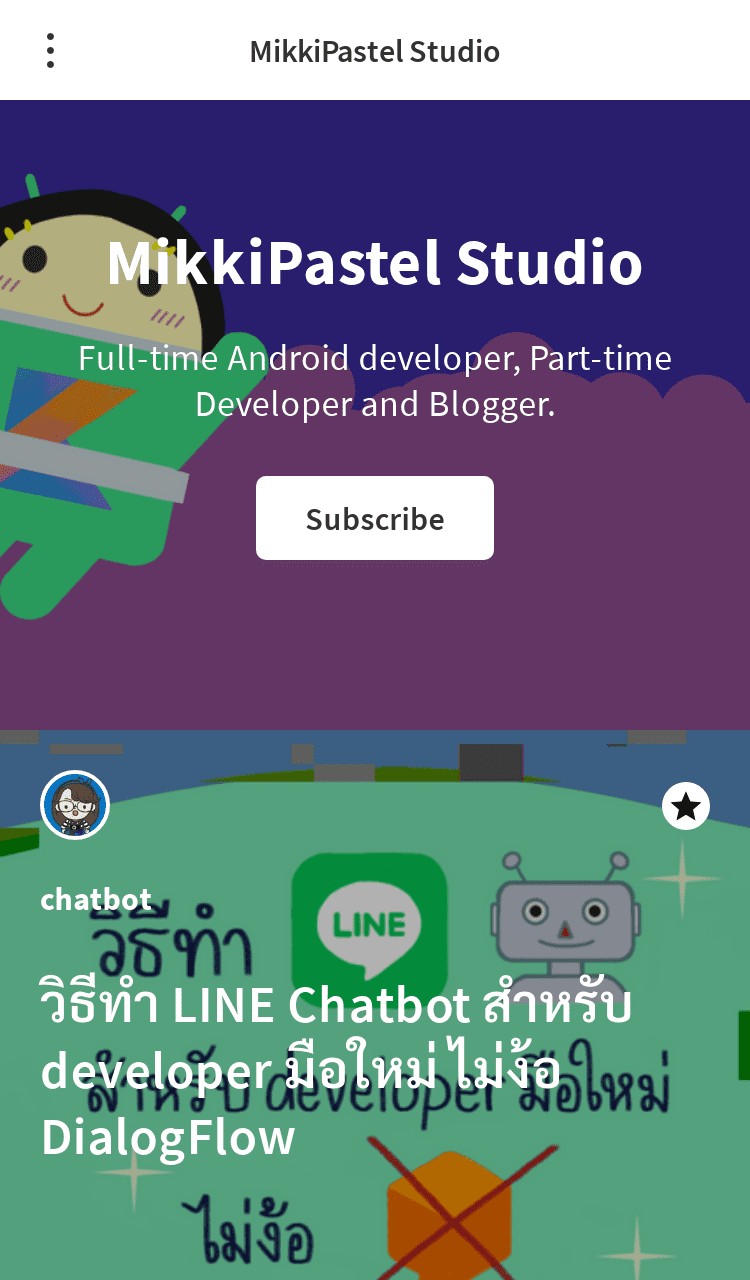 MikkiPastel Studio
MikkiPastel Studio
Full-time Android developer, Part-time
Developer and Blogger.
Subscribe
chatbot
วิธีทำ
LINE
วิธีทำ LINE Chatbot สำหรับ
developer มือใหม่ ไม่ง้อ
DialogFlow
สำหรับ developer มือใหม่
ไม่ง้อ